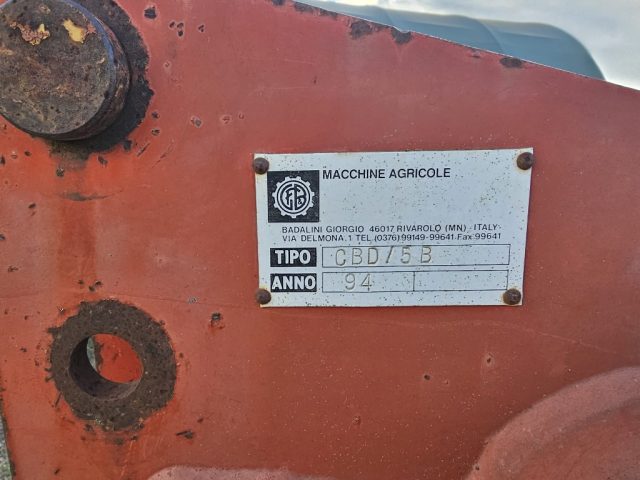 MACCHINE AGRICOLE
BADALINI GIORGIO 46017 RIVAROLO (MN) - ITALY-
VIA DELMONA, 1 TEL. (0376) 99149-99641-Fax 99641
TIPO CBD/5B
ANNO 94